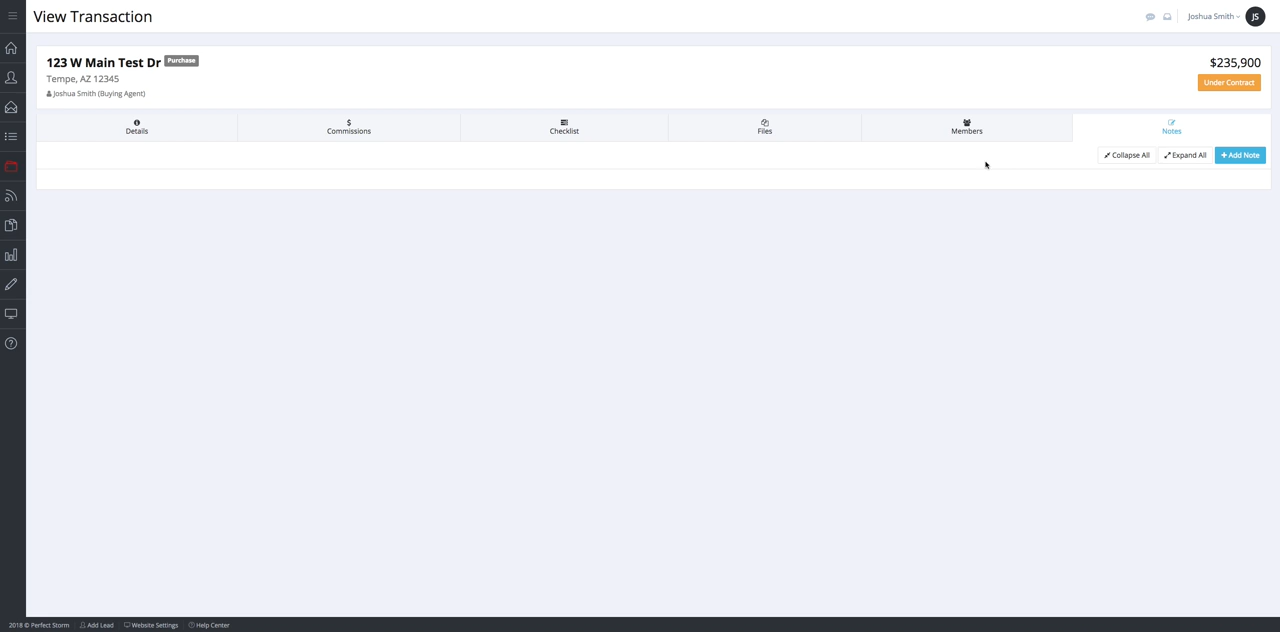 View Transaction
Joshua Smith
JS
123 W Main Test Dr Purchase
$235,900
Tempe, AZ 12345
Under Contract
Joshua Smith (Buying Agent)
Details
Commissions
Checklist
Files
Members
Notes
Collapse All
Expand All
+ Add Note
2018 © Perfect Storm
Add Lead
Website Settings
Help Center